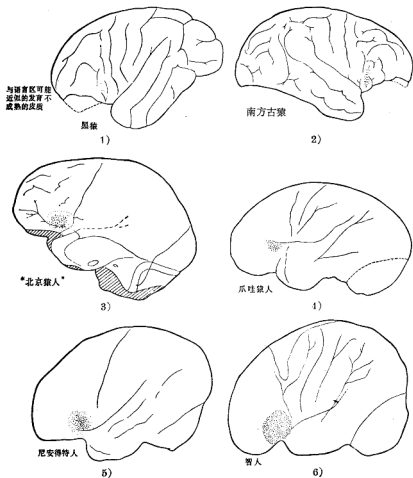 与语言区可能
近似的发育不
成熟的皮质
黑猿
1)
南方古猿
2)
"北京猿人"
3)
爪哇猿人
4)
尼安得特人
5)
智人
6)